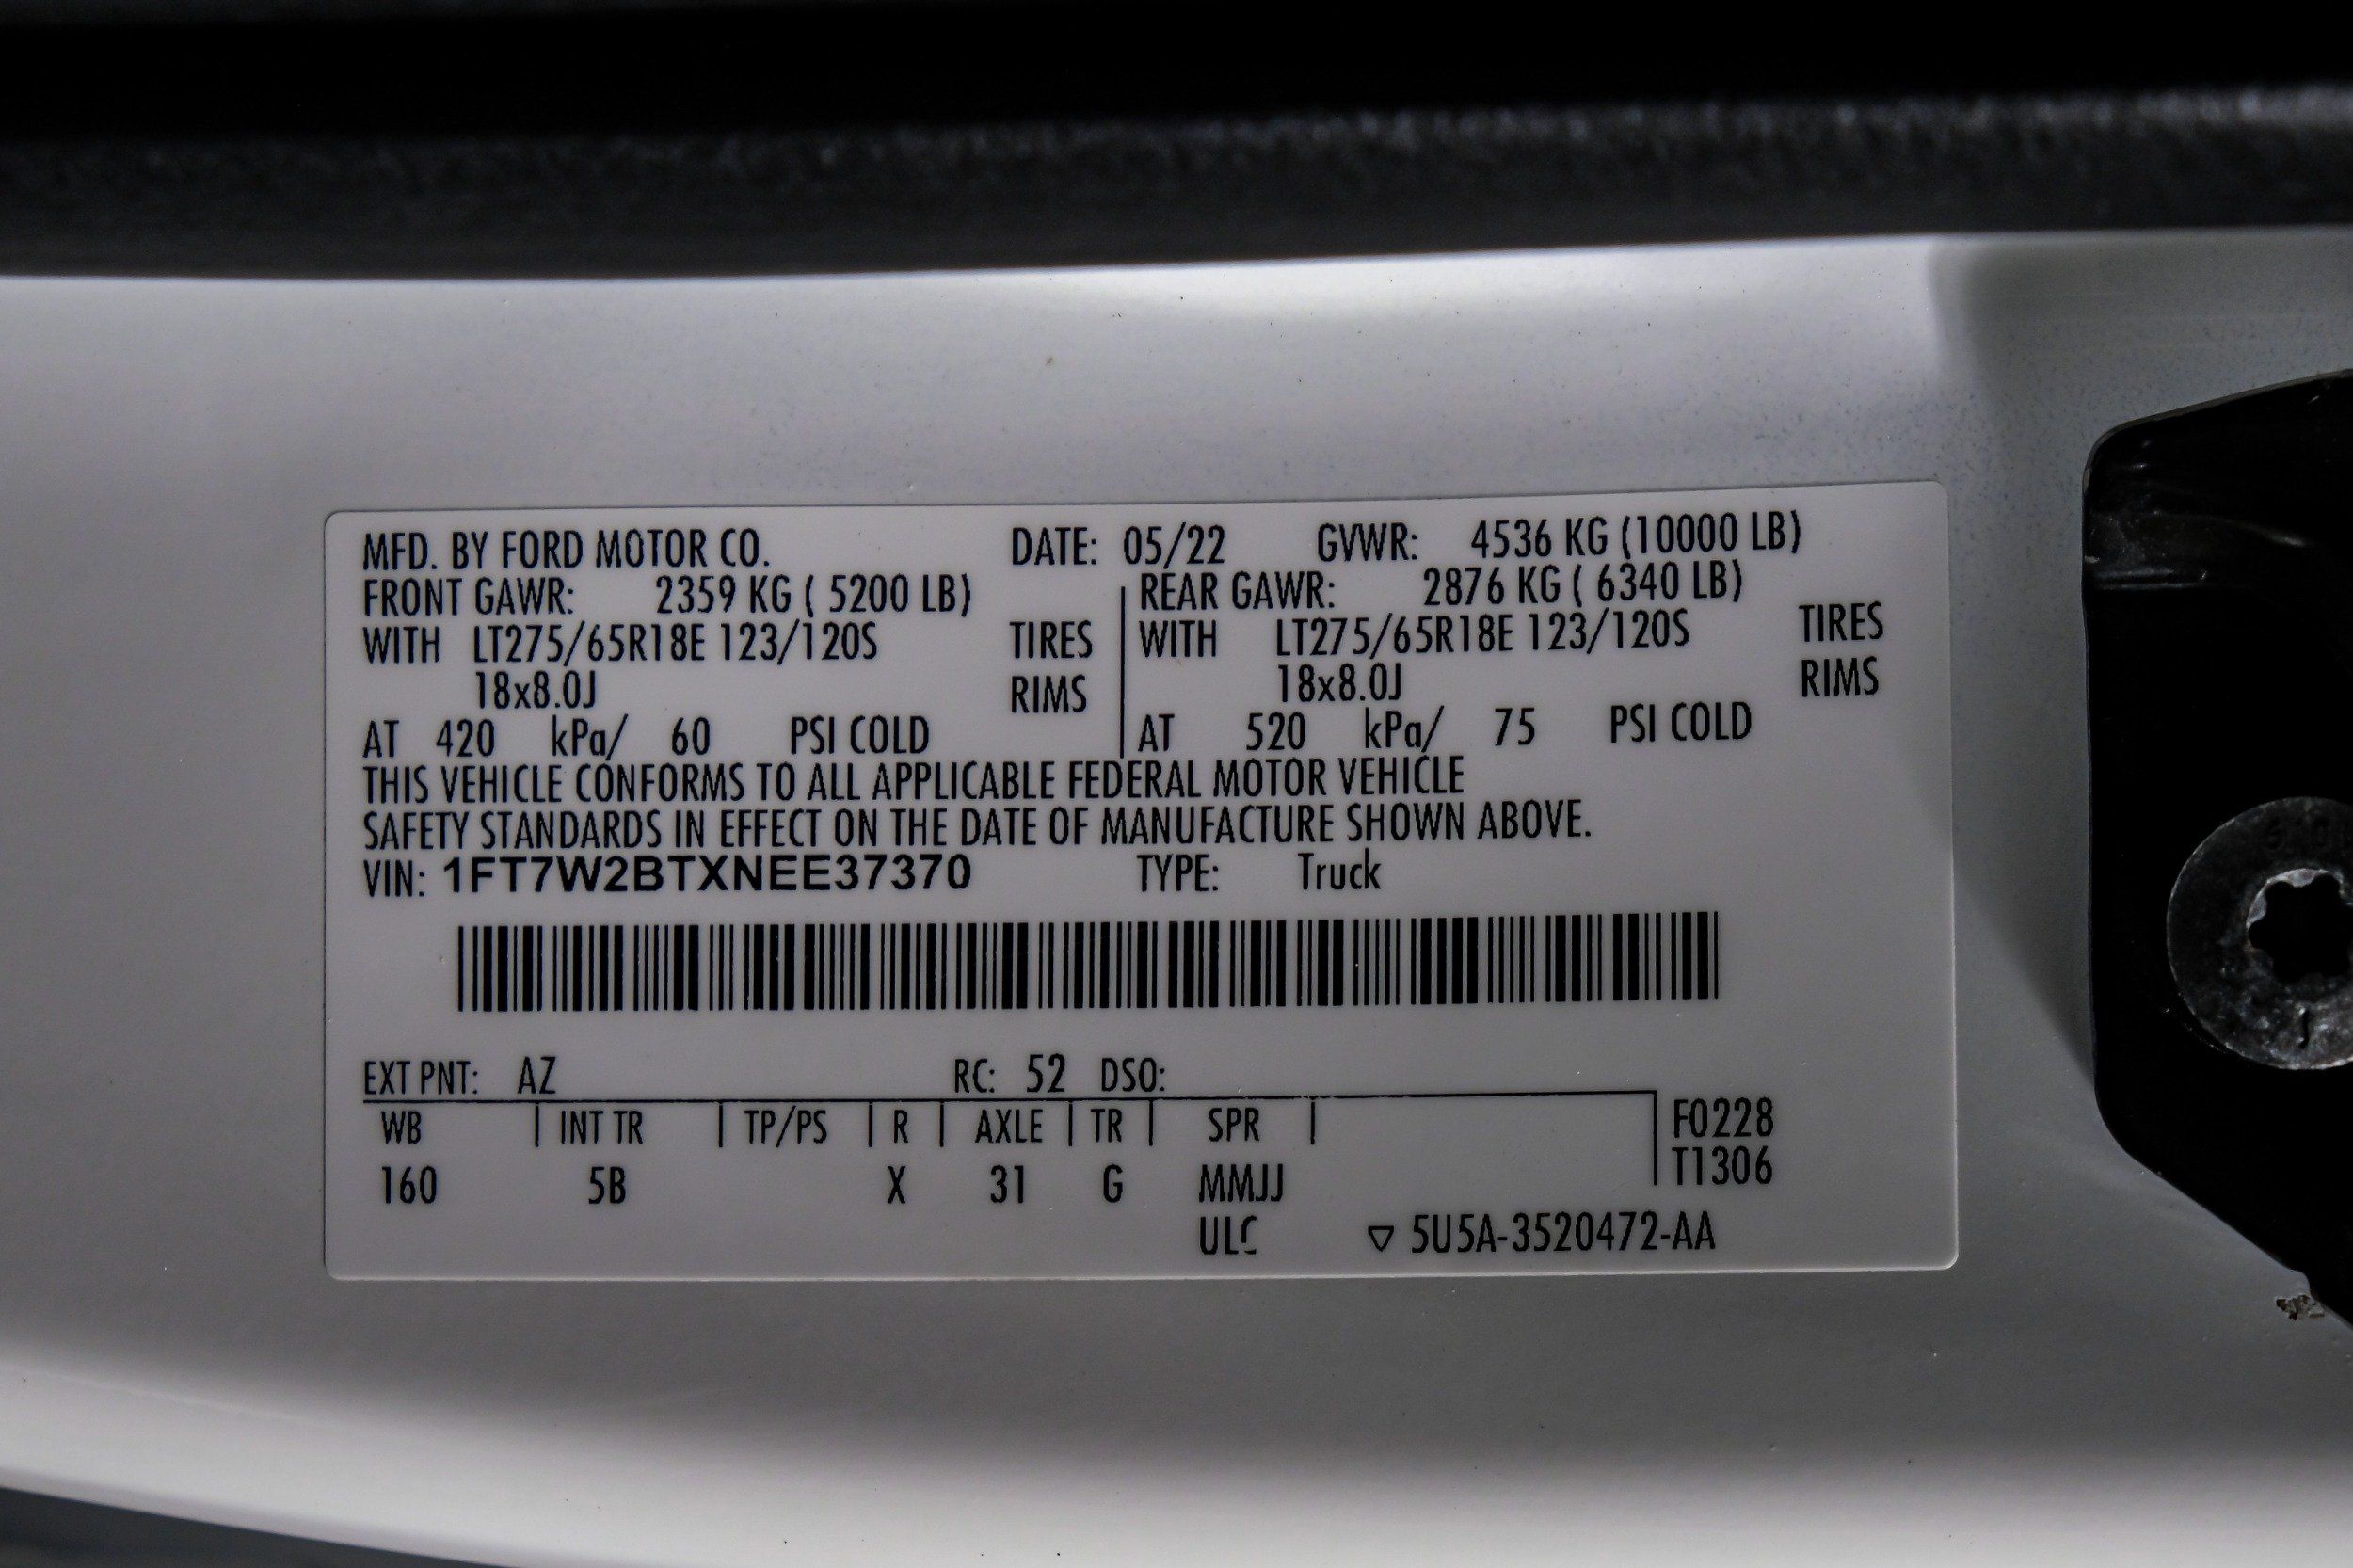 MFD. BY FORD MOTOR CO. DATE: 05/22 GVWR: 4536 KG (10000 LB)
FRONT GAWR: 2359 KG ( 5200 LB) REAR GAWR: 2876 KG ( 6340 LB)
WITH LT275/65R18E 123/120S TIRES WITH LT275/65R18E 123/120S TIRES
18x8.0J RIMS 18x8.0J RIMS
AT 420 kPa/ 60 PSI COLD AT 520 kPa/ 75 PSI COLD
THIS VEHICLE CONFORMS TO ALL APPLICABLE FEDERAL MOTOR VEHICLE
SAFETY STANDARDS IN EFFECT ON THE DATE OF MANUFACTURE SHOWN ABOVE.
VIN: 1FT7W2BTXNEE37370 TYPE: Truck
EXT PNT: AZ RC: 52 DSO:
WB INT TR TP/PS R AXLE TR SPR F0228
160 5B X 31 G MMJJ T1306
▽ 5U5A-3520472-AA